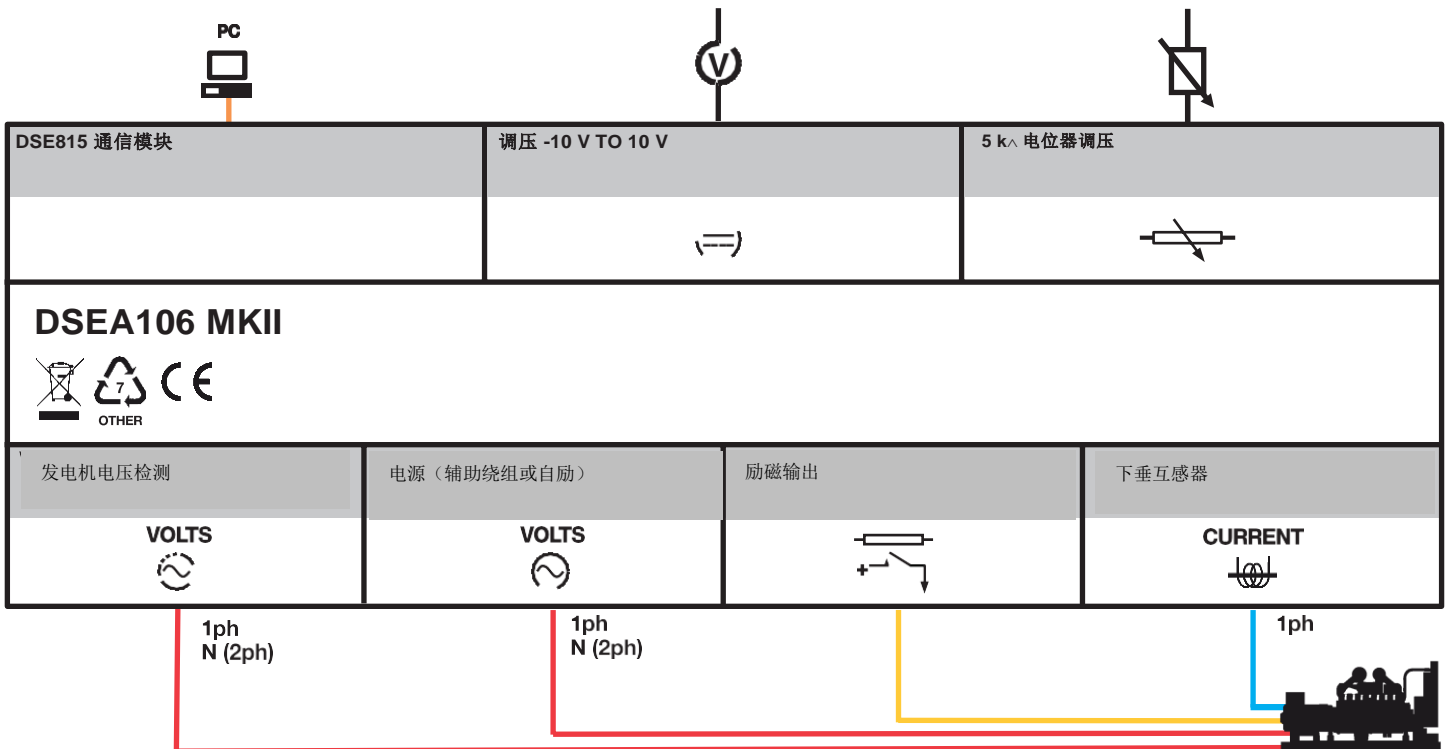 PC
V
DSE815 通信模块
调压 -10 V TO 10 V
5 k∧ 电位器调压
DSEA106 MKII
7
OTHER
CE
发电机电压检测
电源（辅助绕组或自励）
励磁输出
下垂互感器
VOLTS
VOLTS
+
CURRENT
1ph
N (2ph)
1ph
N (2ph)
1ph